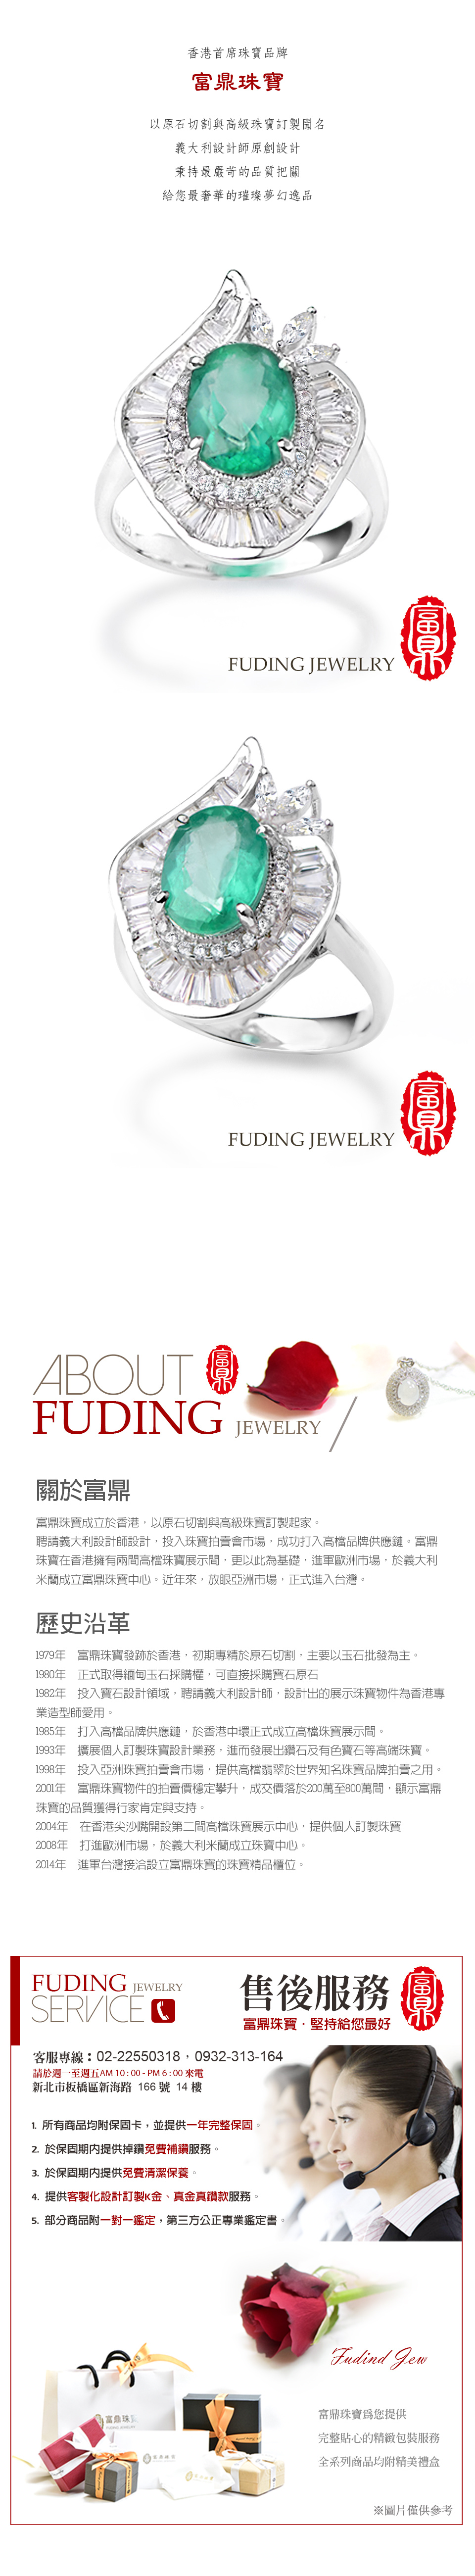 香港首席珠寶品牌
富鼎珠寶
以原石切割與高級珠寶訂製聞名
義大利設計師原創設計
秉持最嚴苛的品質把關
給您最奢華的璀璨夢幻逸品
FUDING JEWELRY
富鼎
FUDING JEWELRY
富鼎
ABOUT
富鼎
FUDING JEWELRY
關於富鼎
富鼎珠寶成立於香港,以原石切割與高級珠寶訂製起家。
聘請義大利設計師設計,投入珠寶拍賣會市場,成功打入高檔品牌供應鏈。富鼎
珠寶在香港擁有兩間高檔珠寶展示間,更以此為基礎,進軍歐洲市場,於義大利
米蘭成立富鼎珠寶中心。近年來,放眼亞洲市場,正式進入台灣。
歷史沿革
1979年 富鼎珠寶發跡於香港,初期專精於原石切割,主要以玉石批發為主。
1980年 正式取得緬甸玉石採購權,可直接採購寶石原石
1982年 投入寶石設計領域,聘請義大利設計師,設計出的展示珠寶物件為香港專
業造型師愛用。
1985年 打入高檔品牌供應鏈,於香港中環正式成立高檔珠寶展示間。
1993年 擴展個人訂製珠寶設計業務,進而發展出鑽石及有色寶石等高端珠寶。
1998年 投入亞洲珠寶拍賣會市場,提供高檔翡翠於世界知名珠寶品牌拍賣之用。
2001年 富鼎珠寶物件的拍賣價穩定攀升,成交價落於200萬至800萬間,顯示富鼎
珠寶的品質獲得行家肯定與支持。
2004年 在香港尖沙嘴開設第二間高檔珠寶展示中心,提供個人訂製珠寶
2008年 打進歐洲市場,於義大利米蘭成立珠寶中心。
2014年 進軍台灣接洽設立富鼎珠寶的珠寶精品櫃位。
FUDING JEWELRY
SERVICE
售後服務
富鼎
富鼎珠寶·堅持給您最好
客服專線:02-22550318,0932-313-164
請於週一至週五AM 10 : 00 - PM 6 : 00 來電
新北市板橋區新海路 166 號 14 樓
1. 所有商品均附保固卡,並提供一年完整保固。
2. 於保固期內提供掉鑽免費補鑽服務。
3. 於保固期內提供免費清潔保養。
4. 提供客製化設計訂製K金、真金真鑽款服務。
5. 部分商品附一對一鑑定,第三方公正專業鑑定書。
Fudind Jew
富鼎珠寶為您提供
完整貼心的精緻包裝服務
全系列商品均附精美禮盒
※圖片僅供參考